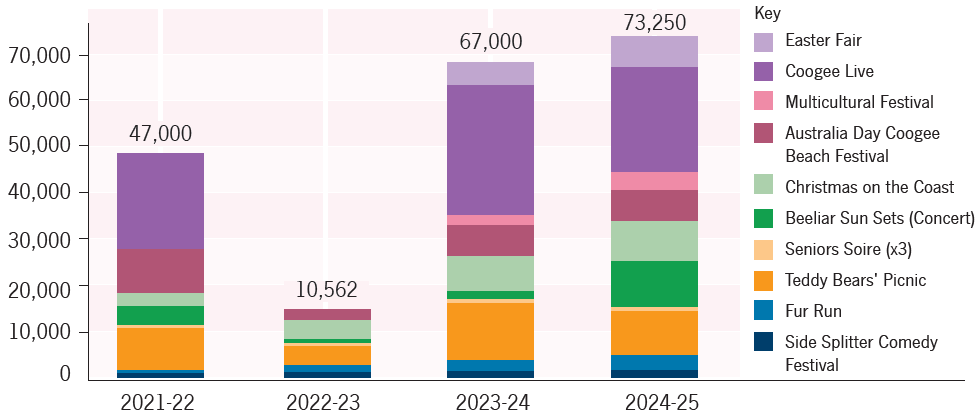 70,000
60,000
50,000
40,000
30,000
20,000
10,000
0
47,000
10,562
67,000
73,250
2021-22
2022-23
2023-24
2024-25
Key
Easter Fair
Coogee Live
Multicultural Festival
Australia Day Coogee
Beach Festival
Christmas on the Coast
Beeliar Sun Sets (Concert)
Seniors Soire (x3)
Teddy Bears' Picnic
Fur Run
Side Splitter Comedy
Festival